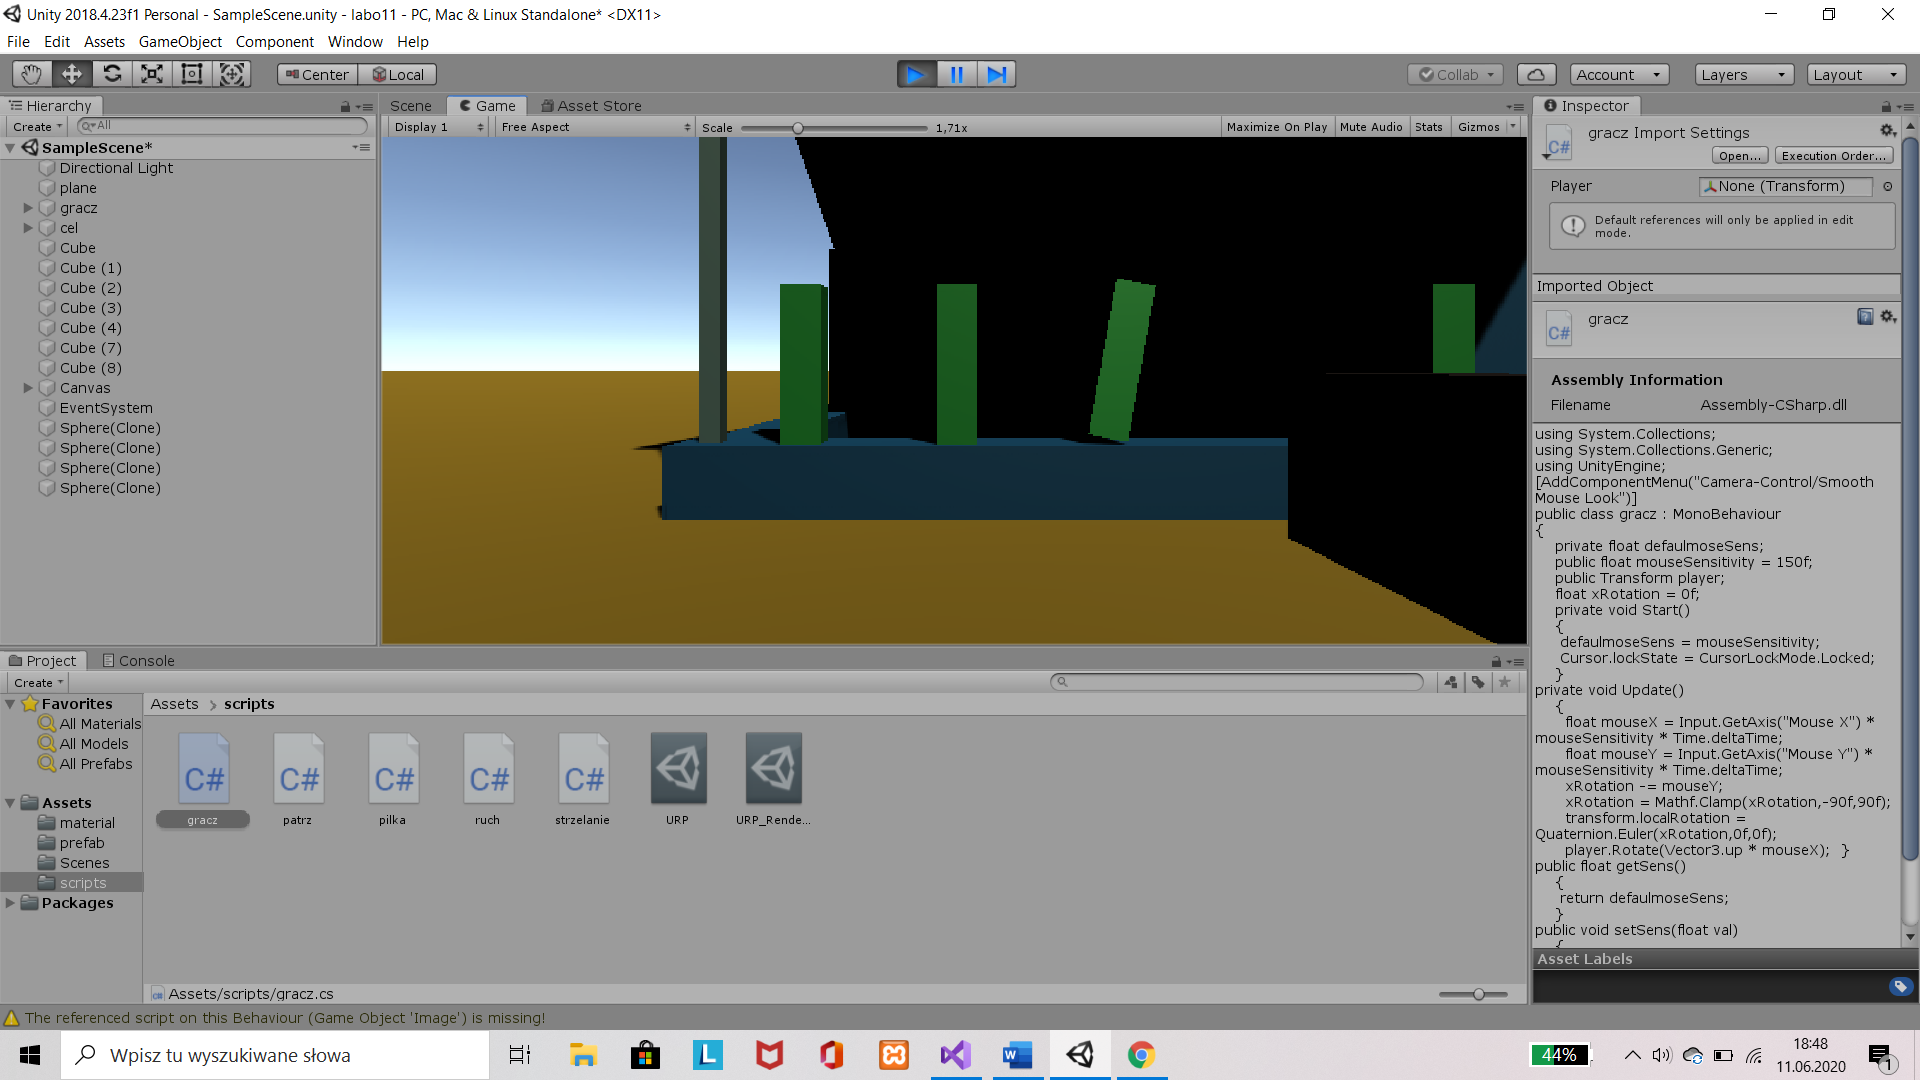 Unity 2018.4.23f1 Personal - SampleScene.unity - labo11 - PC, Mac & Linux Standalone* <DX11>
File Edit Assets GameObject Component Window Help
Center Local Collab Account Layers Layout
Hierarchy
Create All
SampleScene*
Directional Light
plane
gracz
cel
Cube
Cube (1)
Cube (2)
Cube (3)
Cube (4)
Cube (7)
Cube (8)
Canvas
EventSystem
Sphere(Clone)
Sphere(Clone)
Sphere(Clone)
Sphere(Clone)
Scene Game Asset Store
Display 1 Free Aspect Scale 1,71x Maximize On Play Mute Audio Stats Gizmos
Inspector
gracz Import Settings
C#
Open... Execution Order...
Player None (Transform)
Default references will only be applied in edit
mode.
Imported Object
gracz
C#
Assembly Information
Filename Assembly-CSharp.dll
using System.Collections;
using System.Collections.Generic;
using UnityEngine;
[AddComponentMenu("Camera-Control/Smooth
Mouse Look")]
public class gracz : MonoBehaviour
{
private float defaulmoseSens;
public float mouseSensitivity = 150f;
public Transform player;
float xRotation = 0f;
private void Start()
{
defaulmoseSens = mouseSensitivity;
Cursor.lockState = CursorLockMode.Locked;
}
private void Update()
{
float mouseX = Input.GetAxis("Mouse X") *
mouseSensitivity * Time.deltaTime;
float mouseY = Input.GetAxis("Mouse Y") *
mouseSensitivity * Time.deltaTime;
xRotation -= mouseY;
xRotation = Mathf.Clamp(xRotation,-90f,90f);
transform.localRotation =
Quaternion.Euler(xRotation,0f,0f);
player.Rotate(Vector3.up * mouseX); }
public float getSens()
{
return defaulmoseSens;
}
public void setSens(float val)
{
Asset Labels
Project Console
Create
Favorites
All Materials
All Models
All Prefabs
Assets
material
prefab
Scenes
scripts
Packages
Assets > scripts
C# C# C# C# C#
gracz patrz pilka ruch strzelanie URP URP_Rende...
Assets/scripts/gracz.cs
The referenced script on this Behaviour (Game Object 'Image') is missing!
Wpisz tu wyszukiwane słowa
L
W
44%
18:48
11.06.2020
1